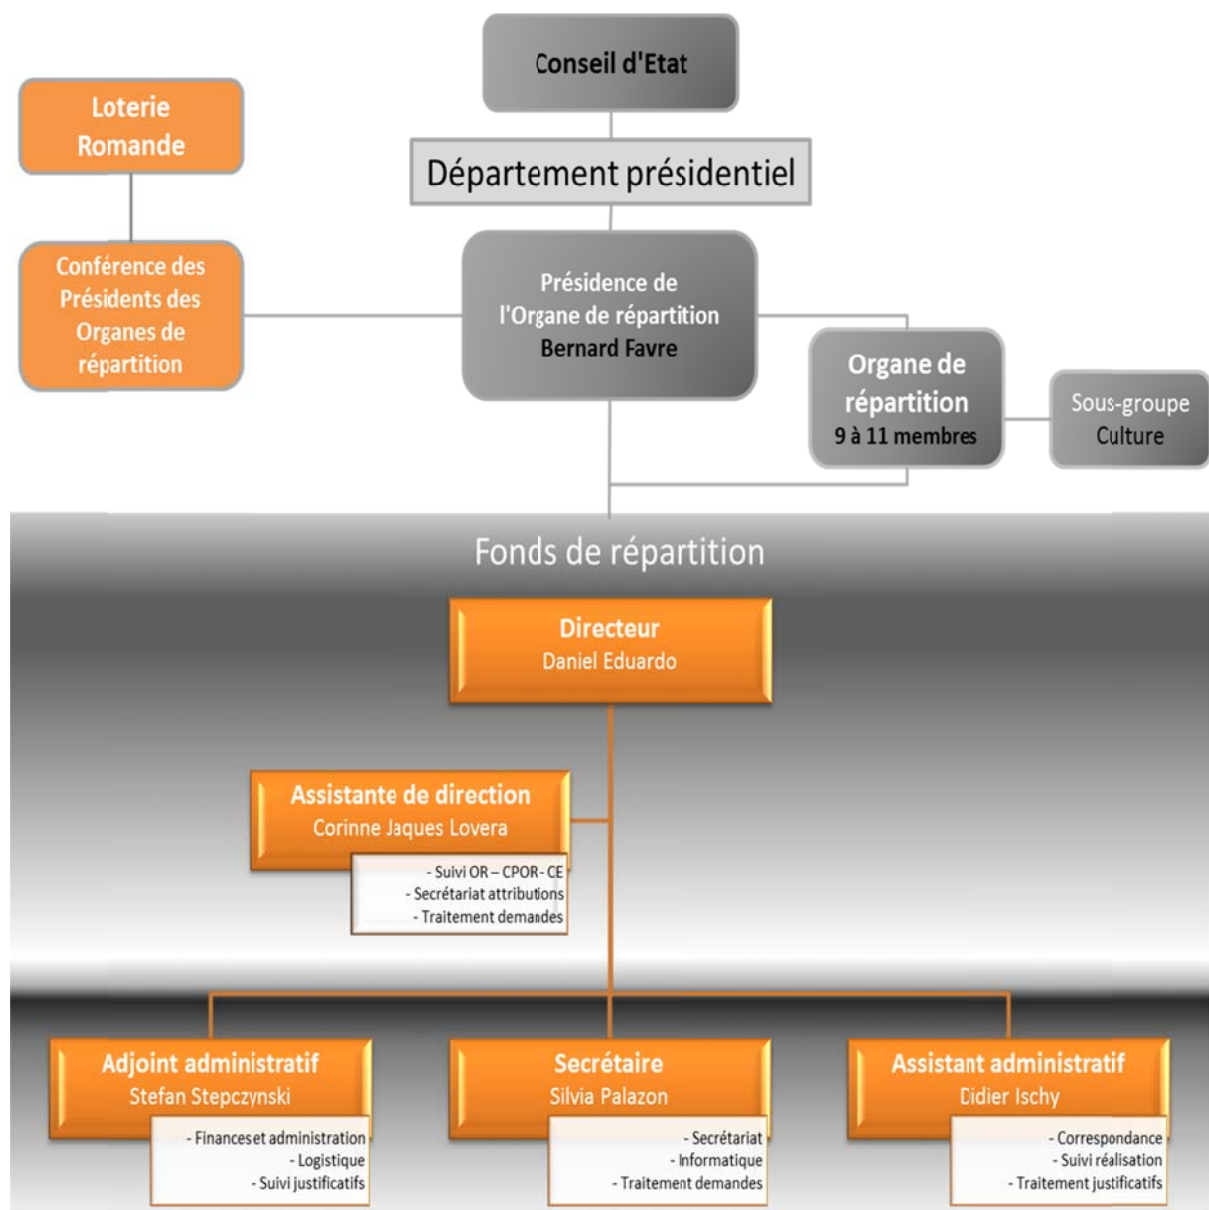 Conseil d'Etat
Loterie
Romande
Département présidentiel
Conférence des
Présidents des
Organes de
répartition
Présidence de
l'Organe de répartition
Bernard Favre
Organe de
répartition
9 à 11 membres
Sous-groupe
Culture
Fonds de répartition
Directeur
Daniel Eduardo
Assistante de direction
Corinne Jaques Lovera
- Suivi OR – CPOR - CE
- Secrétariat attributions
- Traitement demandes
Adjoint administratif
Stefan Stepczynski
- Finances et administration
- Logistique
- Suivi justificatifs
Secrétaire
Silvia Palazon
- Secrétariat
- Informatique
- Traitement demandes
Assistant administratif
Didier Ischy
- Correspondance
- Suivi réalisation
- Traitement justificatifs